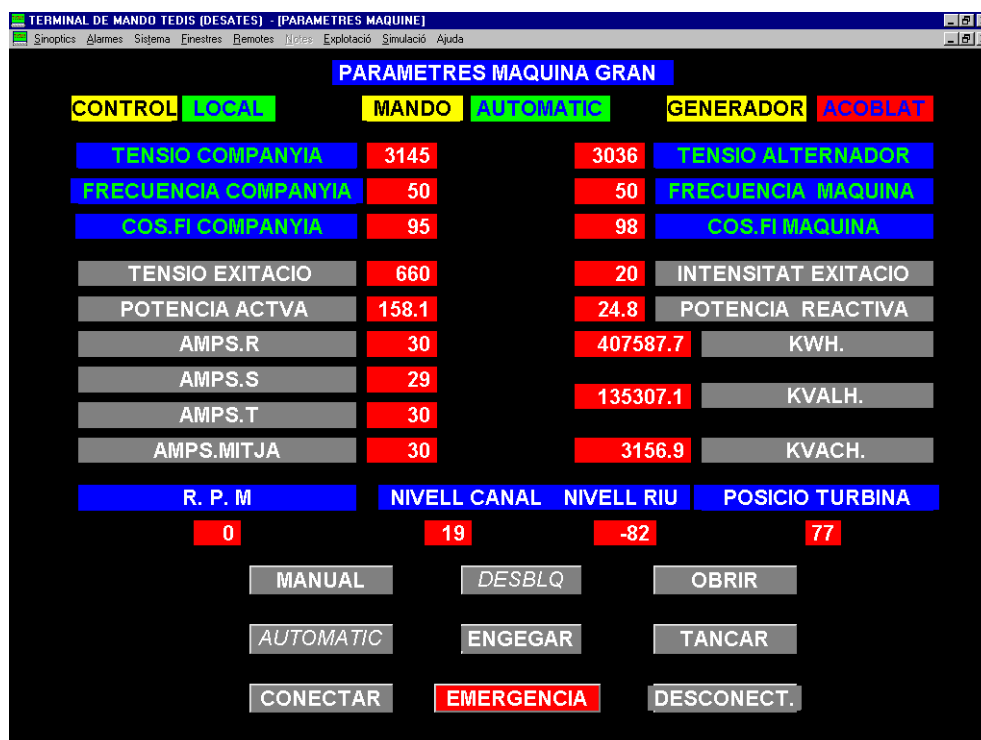 TERMINAL DE MANDO TEDIS (DESATES) - [PARAMETRES MAQUINE]
Sinoptics Alarmes Sistema Einestres Remotes Notes Explotació Simulació Ajuda
PARAMETRES MAQUINA GRAN
CONTROL LOCAL MANDO AUTOMATIC GENERADOR ACOBLAT
TENSIO COMPANYIA 3145 3036 TENSIO ALTERNADOR
FRECUENCIA COMPANYIA 50 50 FRECUENCIA MAQUINA
COS.FI COMPANYIA 95 98 COS.FI MAQUINA
TENSIO EXITACIO 660 20 INTENSITAT EXITACIO
POTENCIA ACTVA 158.1 24.8 POTENCIA REACTIVA
AMPS.R 30 407587.7 KWH.
AMPS.S 29
135307.1 KVALH.
AMPS.T 30
AMPS.MITJA 30 3156.9 KVACH.
R. P. M NIVELL CANAL NIVELL RIU POSICIO TURBINA
0 19 -82 77
MANUAL DESBLQ OBRIR
AUTOMATIC ENGEGAR TANCAR
CONECTAR EMERGENCIA DESCONECT.